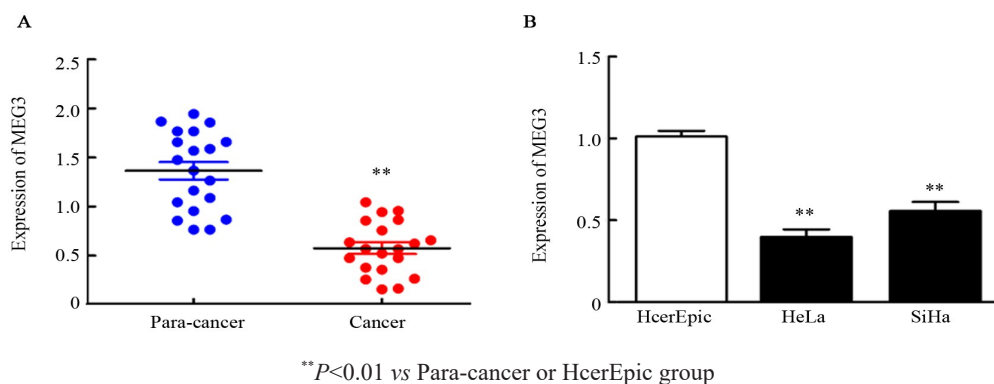 A
Expression of MEG3
2.5
2.0
1.5
1.0
0.5
0
**
Para-cancer
Cancer
B
Expression of MEG3
1.5
1.0
0.5
0
**
**
HcerEpic
HeLa
SiHa
**P<0.01 vs Para-cancer or HcerEpic group